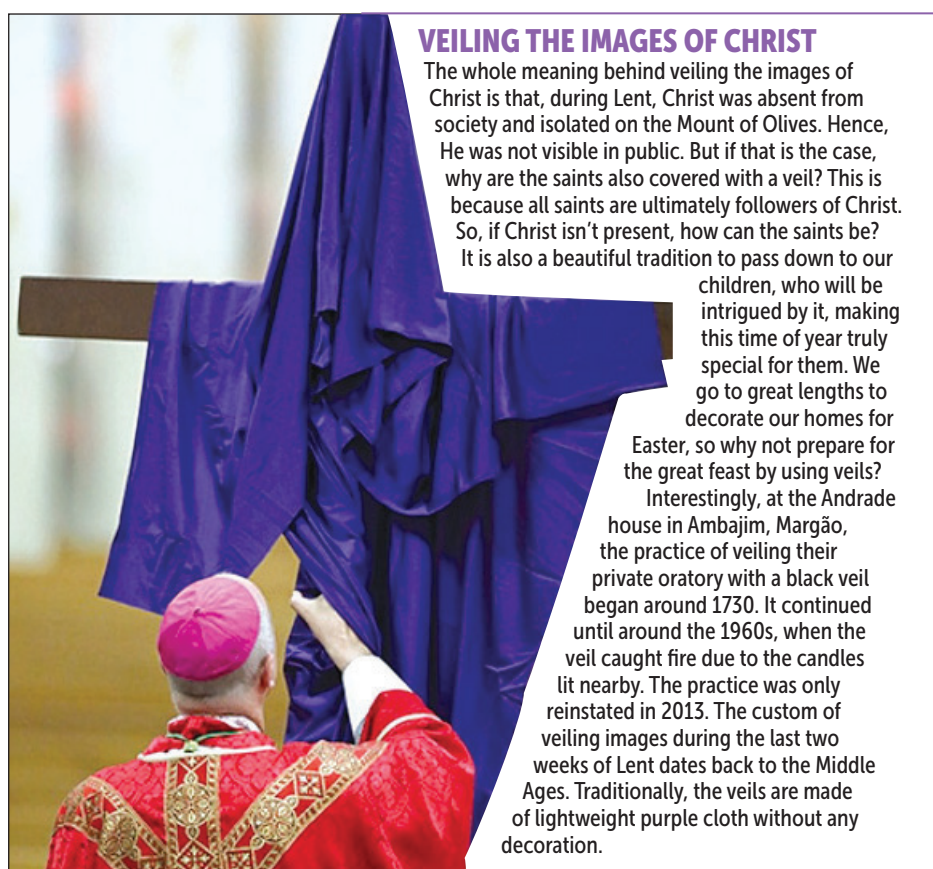 VEILING THE IMAGES OF CHRIST
The whole meaning behind veiling the images of
Christ is that, during Lent, Christ was absent from
society and isolated on the Mount of Olives. Hence,
He was not visible in public. But if that is the case,
why are the saints also covered with a veil? This is
because all saints are ultimately followers of Christ.
So, if Christ isn't present, how can the saints be?
It is also a beautiful tradition to pass down to our
children, who will be
intrigued by it, making
this time of year truly
special for them. We
go to great lengths to
decorate our homes for
Easter, so why not prepare for
the great feast by using veils?
Interestingly, at the Andrade
house in Ambajim, Margão,
the practice of veiling their
private oratory with a black veil
began around 1730. It continued
until around the 1960s, when the
veil caught fire due to the candles
lit nearby. The practice was only
reinstated in 2013. The custom of
veiling images during the last two
weeks of Lent dates back to the Middle
Ages. Traditionally, the veils are made
of lightweight purple cloth without any
decoration.